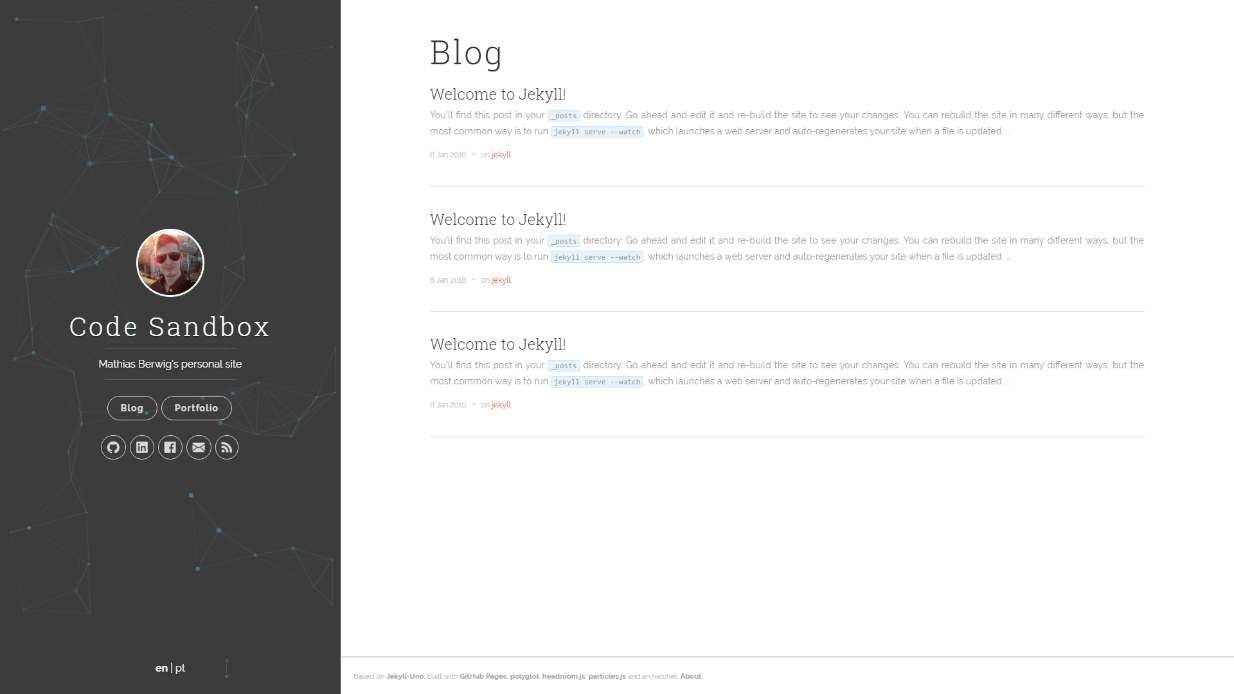 Code Sandbox
Mathias Berwig's personal site
Blog
Portfolio
en | pt
Blog
Welcome to Jekyll!
You'll find this post in your _posts directory. Go ahead and edit it and re-build the site to see your changes. You can rebuild the site in many different ways, but the
most common way is to run jekyll serve --watch, which launches a web server and auto-regenerates your site when a file is updated. ...
8 Jan 2016 • on jekyll
Welcome to Jekyll!
You'll find this post in your _posts directory. Go ahead and edit it and re-build the site to see your changes. You can rebuild the site in many different ways, but the
most common way is to run jekyll serve --watch, which launches a web server and auto-regenerates your site when a file is updated. ...
8 Jan 2016 • on jekyll
Welcome to Jekyll!
You'll find this post in your _posts directory. Go ahead and edit it and re-build the site to see your changes. You can rebuild the site in many different ways, but the
most common way is to run jekyll serve --watch, which launches a web server and auto-regenerates your site when a file is updated. ...
8 Jan 2016 • on jekyll
Based on Jekyll-Uno. Built with GitHub Pages, polyglot, headroom.js, particles.js and an hatchet. About.